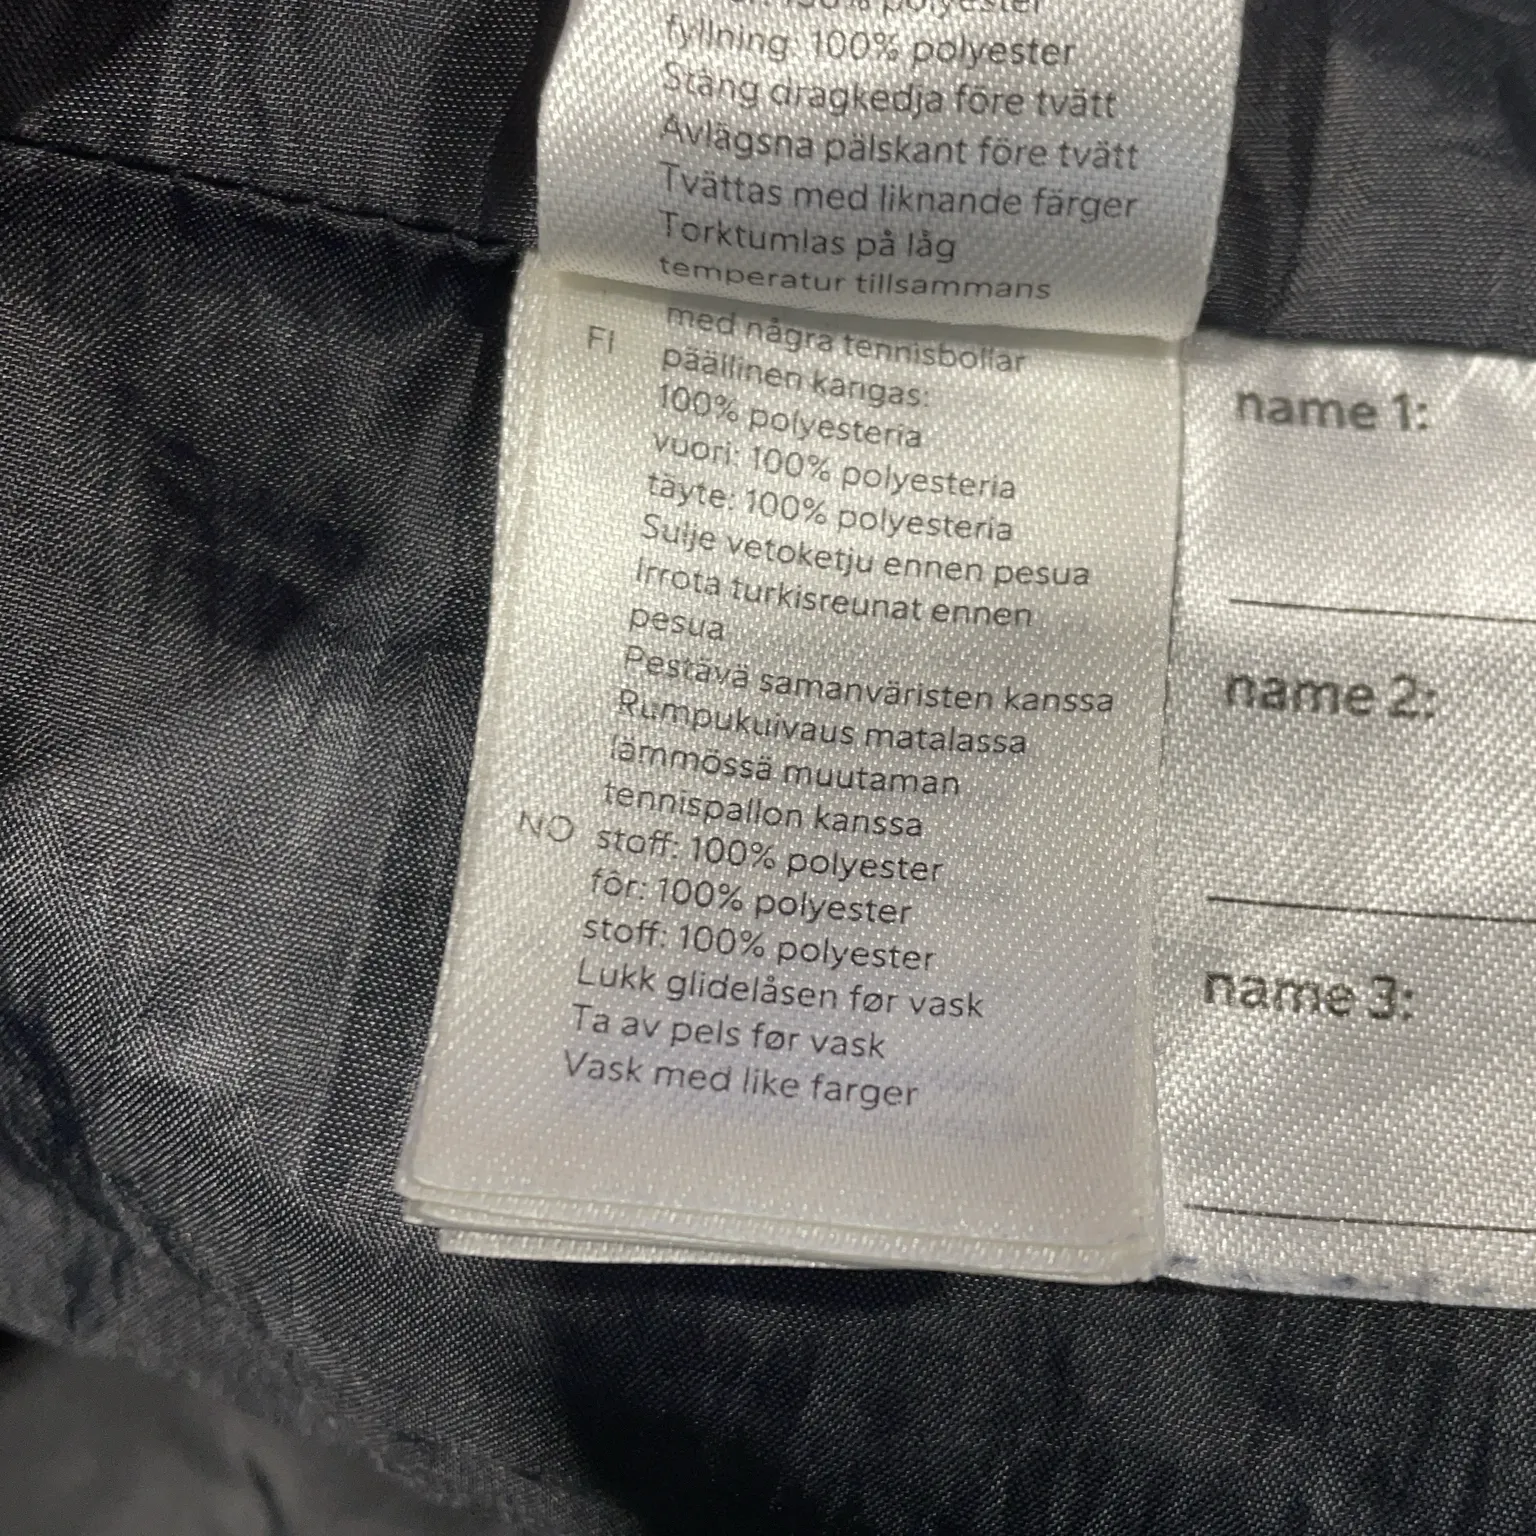 100% polyester
fyllning: 100% polyester
Stäng dragkedja före tvätt
Avlägsna pälskant före tvätt
Tvättas med liknande färger
Torktumlas på låg
temperatur tillsammans
med några tennisbollar
FI päällinen kangas:
100% polyesteria
vuori: 100% polyesteria
täyte: 100% polyesteria
Sulje vetoketju ennen pesua
Irrota turkisreunat ennen
pesua
Pestävä samanväristen kanssa
Rumpukuivaus matalassa
lämmössä muutaman
tennispallon kanssa
NO stoff: 100% polyester
fôr: 100% polyester
stoff: 100% polyester
Lukk glidelåsen før vask
Ta av pels før vask
Vask med like farger
name 1:
name 2:
name 3: